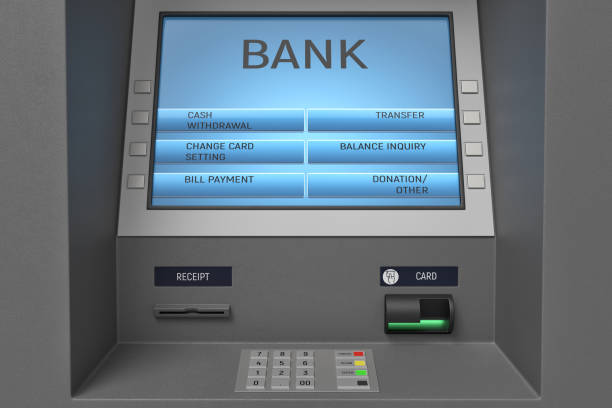 BANK
CASH
WITHDRAWAL
TRANSFER
CHANGE CARD
SETTING
BALANCE INQUIRY
BILL PAYMENT
DONATION/
OTHER
RECEIPT
CARD
7 8 9
4 5 6
1 2 3
0 00